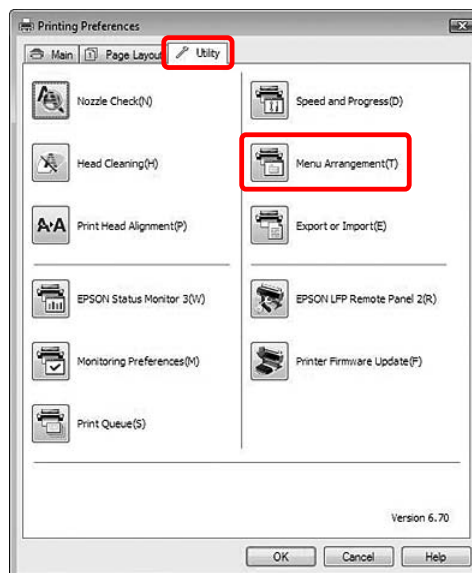 Printing Preferences
Main Page Layout Utility
Nozzle Check(N)
Speed and Progress(D)
Head Cleaning(H)
Menu Arrangement(T)
A A
Print Head Alignment(P)
Export or Import(E)
EPSON Status Monitor 3(W)
EPSON LFP Remote Panel 2(R)
Monitoring Preferences(M)
Printer Firmware Update(F)
Print Queue(S)
Version 6.70
OK Cancel Help